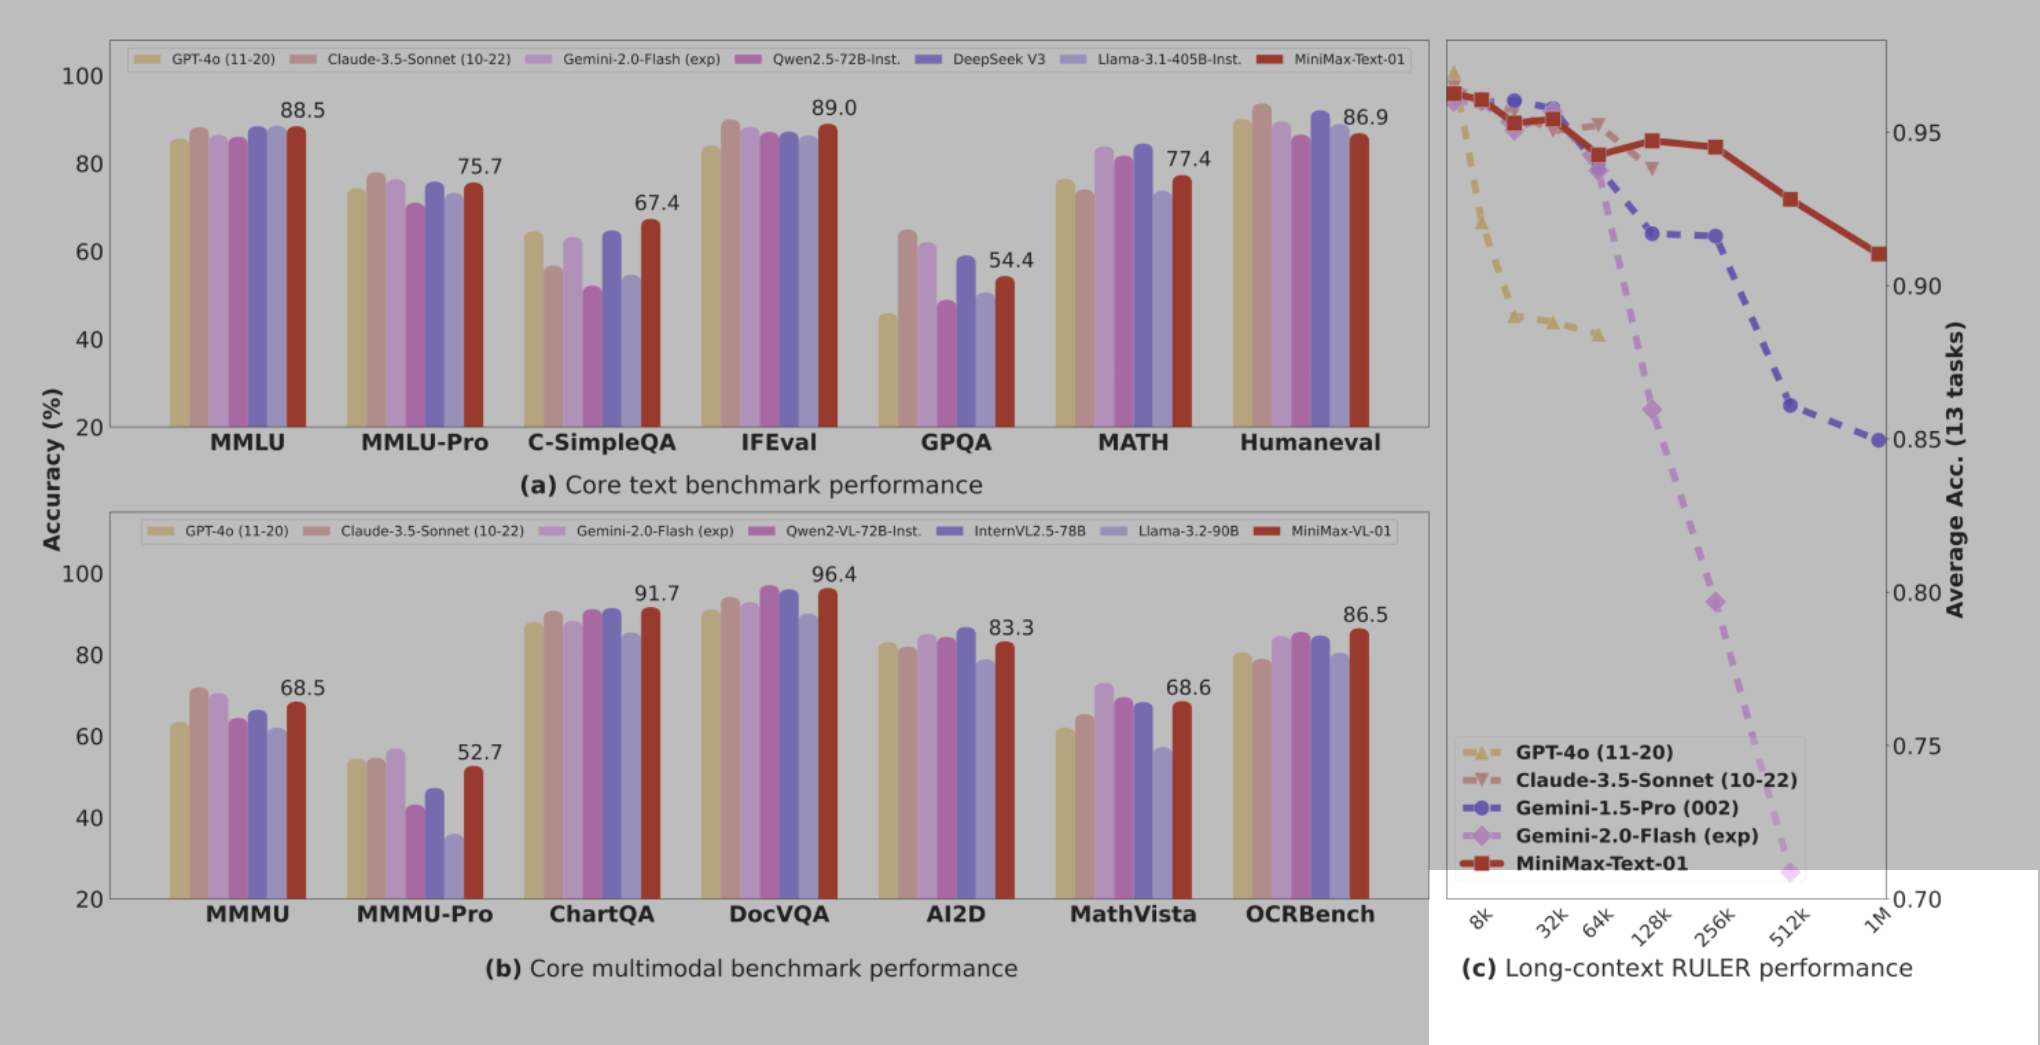 GPT-4o (11-20) Claude-3.5-Sonnet (10-22) Gemini-2.0-Flash (exp) Qwen2.5-72B-Inst. DeepSeek V3 Llama-3.1-405B-Inst. MiniMax-Text-01
100
80
60
40
20
88.5
75.7
67.4
89.0
54.4
77.4
86.9
MMLU MMLU-Pro C-SimpleQA IFEval GPQA MATH Humaneval
(a) Core text benchmark performance
Accuracy (%)
GPT-4o (11-20) Claude-3.5-Sonnet (10-22) Gemini-2.0-Flash (exp) Qwen2-VL-72B-Inst. InternVL2.5-78B Llama-3.2-90B MiniMax-VL-01
100
80
60
40
20
68.5
52.7
91.7
96.4
83.3
68.6
86.5
MMMU MMMU-Pro ChartQA DocVQA AI2D MathVista OCRBench
(b) Core multimodal benchmark performance
0.95
0.90
0.85
0.80
0.75
0.70
Average Acc. (13 tasks)
GPT-4o (11-20)
Claude-3.5-Sonnet (10-22)
Gemini-1.5-Pro (002)
Gemini-2.0-Flash (exp)
MiniMax-Text-01
8k 32k 64k 128k 256k 512k 1M
(c) Long-context RULER performance